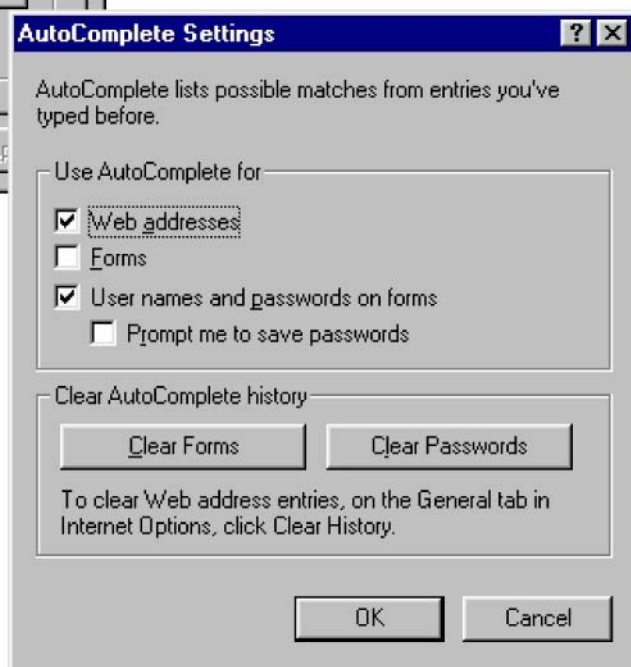 AutoComplete Settings
AutoComplete lists possible matches from entries you've
typed before.
Use AutoComplete for
Web addresses
Forms
User names and passwords on forms
Prompt me to save passwords
Clear AutoComplete history
Clear Forms
Clear Passwords
To clear Web address entries, on the General tab in
Internet Options, click Clear History.
OK
Cancel